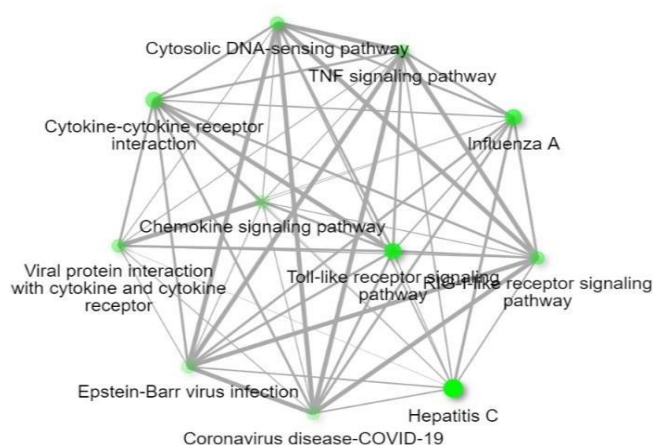 Cytosolic DNA-sensing pathway
TNF signaling pathway
Cytokine-cytokine receptor
interaction
Influenza A
Chemokine signaling pathway
Viral protein interaction
with cytokine and cytokine
receptor
Toll-like receptor signaling
pathway
RIG-I-like receptor signaling
pathway
Epstein-Barr virus infection
Hepatitis C
Coronavirus disease-COVID-19